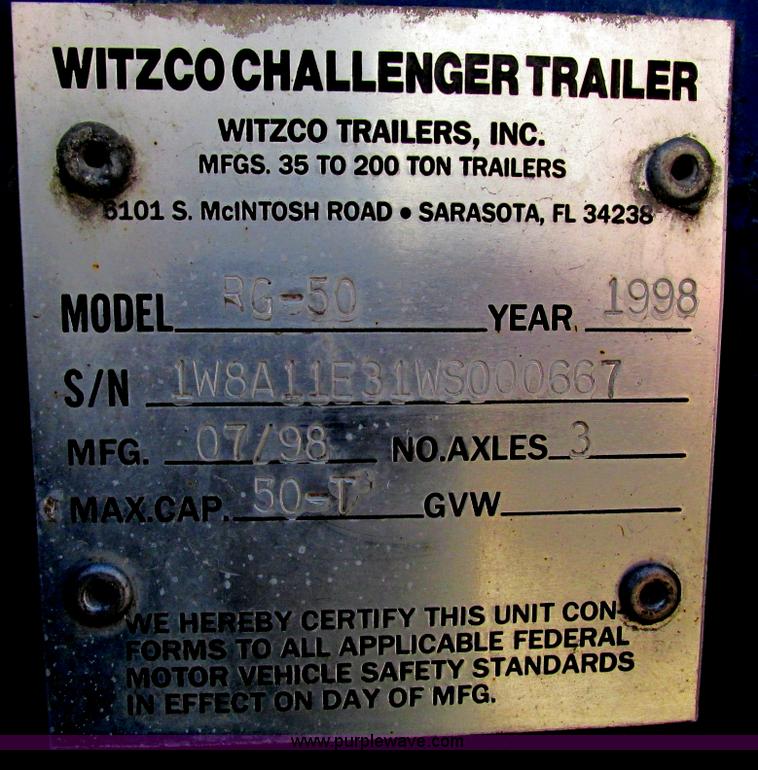 WITZCO CHALLENGER TRAILER
WITZCO TRAILERS, INC.
MFGS. 35 TO 200 TON TRAILERS
6101 S. McINTOSH ROAD • SARASOTA, FL 34238
MODEL RG-50 YEAR 1998
S/N 1W8A11E31WS000667
MFG. 07/98 NO.AXLES 3
MAX.CAP. 50-T GVW
WE HEREBY CERTIFY THIS UNIT CON-
FORMS TO ALL APPLICABLE FEDERAL
MOTOR VEHICLE SAFETY STANDARDS
IN EFFECT ON DAY OF MFG.
www.purplewave.com